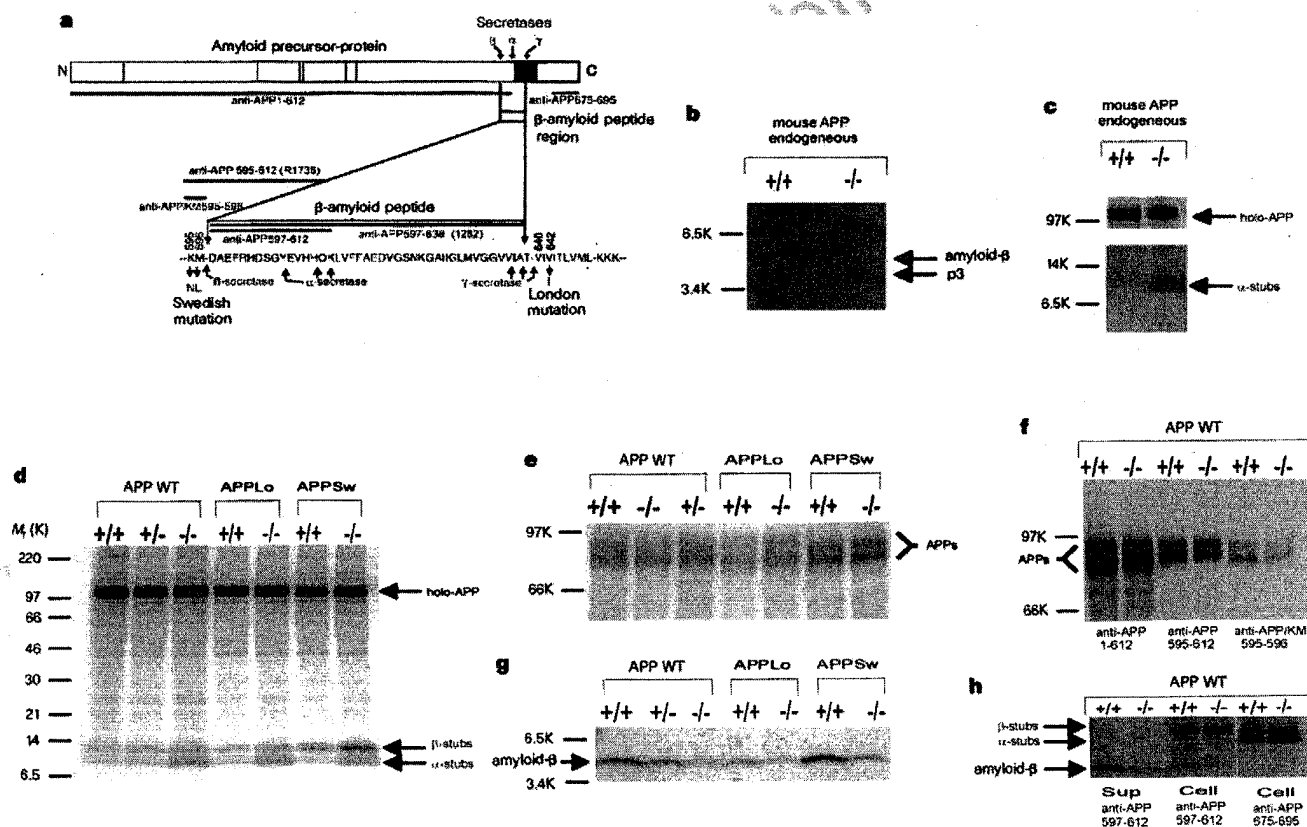 a
Secretases
β α γ
Amyloid precursor-protein
N
C
anti-APP1-612
anti-APP675-695
β-amyloid peptide
region
anti-APP 595-612 (R1736)
anti-APP/KM595-596
β-amyloid peptide
anti-APP597-612
anti-APP597-638 (1282)
595
596
640
642
--KM-DAEFRHDSGYEVHHQKLVFFAEDVGSNKGAIIGLMVGGVVIAT-VIVITLVML-KKK--
NL
β-secretase
α-secretase
γ-secretase
Swedish
mutation
London
mutation
b
mouse APP
endogeneous
+/+ -/-
6.5K
3.4K
amyloid-β
p3
c
mouse APP
endogeneous
+/+ -/-
97K
holo-APP
14K
6.5K
α-stubs
d
APP WT APPLo APPSw
Mr (K)
+/+ +/- -/- +/+ -/- +/+ -/-
220
97
66
46
30
21
14
6.5
holo-APP
β-stubs
α-stubs
e
APP WT APPLo APPSw
+/+ -/- +/- +/+ -/- +/+ -/-
97K
66K
APPs
f
APP WT
+/+ -/- +/+ -/- +/+ -/-
97K
APPs
66K
anti-APP
1-612
anti-APP
595-612
anti-APP/KM
595-596
g
APP WT APPLo APPSw
+/+ +/- -/- +/+ -/- +/+ -/-
6.5K
amyloid-β
3.4K
h
APP WT
+/+ -/- +/+ -/- +/+ -/-
β-stubs
α-stubs
amyloid-β
Sup
anti-APP
597-612
Cell
anti-APP
597-612
Cell
anti-APP
675-695